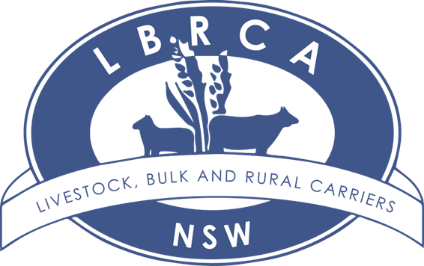 LBRCA
LIVESTOCK, BULK AND RURAL CARRIERS
NSW